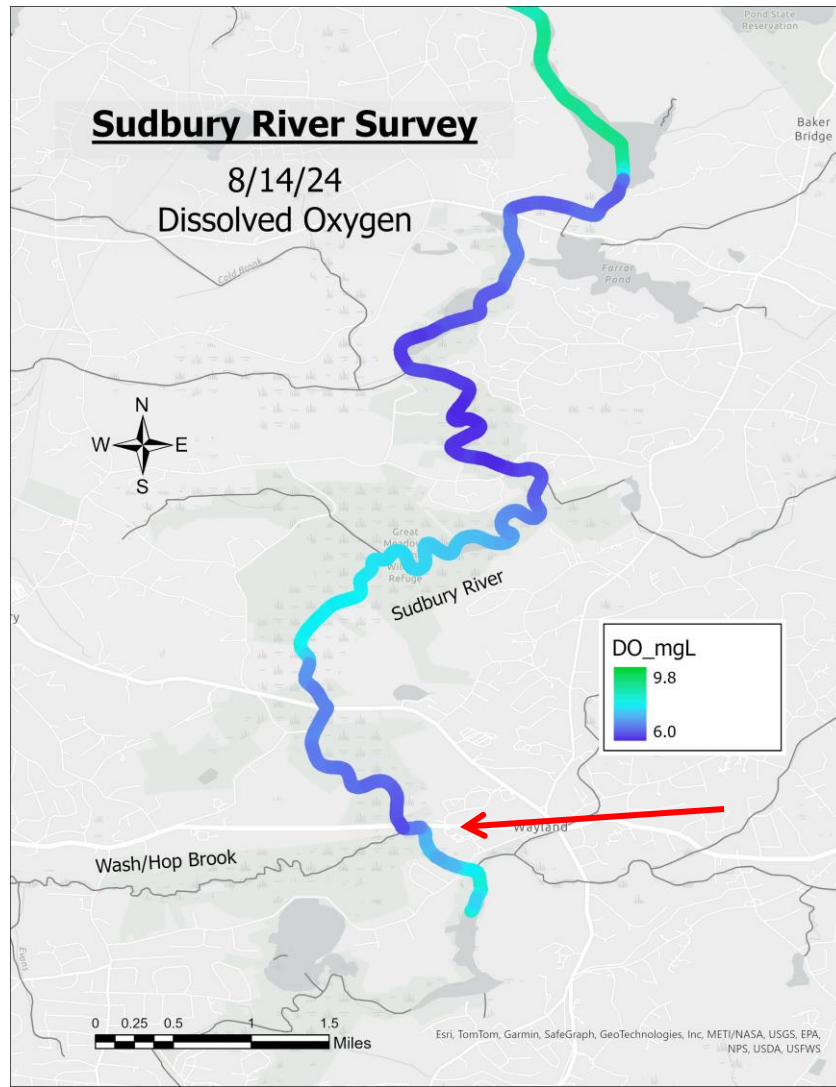 Pond State
Reservation
Sudbury River Survey
8/14/24
Dissolved Oxygen
Baker
Bridge
Cold Brook
Farrar
Pond
N
W E
S
Great
Refuge
Sudbury River
DO_mgL
9.8
6.0
Wayland
Wash/Hop Brook
0 0.25 0.5 1 1.5
Miles
Esri, TomTom, Garmin, SafeGraph, GeoTechnologies, Inc, METI/NASA, USGS, EPA,
NPS, USDA, USFWS